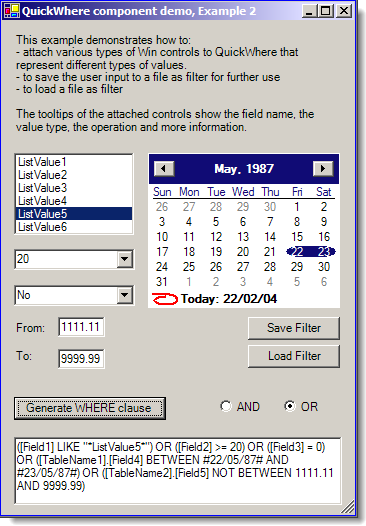 QuickWhere component demo, Example 2
This example demonstrates how to:
- attach various types of Win controls to QuickWhere that
represent different types of values.
- to save the user input to a file as filter for further use
- to load a file as filter
The tooltips of the attached controls show the field name, the
value type, the operation and more information.
ListValue1
ListValue2
ListValue3
ListValue4
ListValue5
ListValue6
20
No
From: 1111.11
To: 9999.99
May, 1987
Sun Mon Tue Wed Thu Fri Sat
26 27 28 29 30 1 2
3 4 5 6 7 8 9
10 11 12 13 14 15 16
17 18 19 20 21 22 23
24 25 26 27 28 29 30
31 1 2 3 4 5 6
Today: 22/02/04
Save Filter
Load Filter
Generate WHERE clause
AND OR
([Field1] LIKE "*ListValue5*") OR ([Field2] >= 20) OR ([Field3] = 0)
OR ([TableName1].[Field4] BETWEEN #22/05/87# AND
#23/05/87#) OR ([TableName2].[Field5] NOT BETWEEN 1111.11
AND 9999.99)